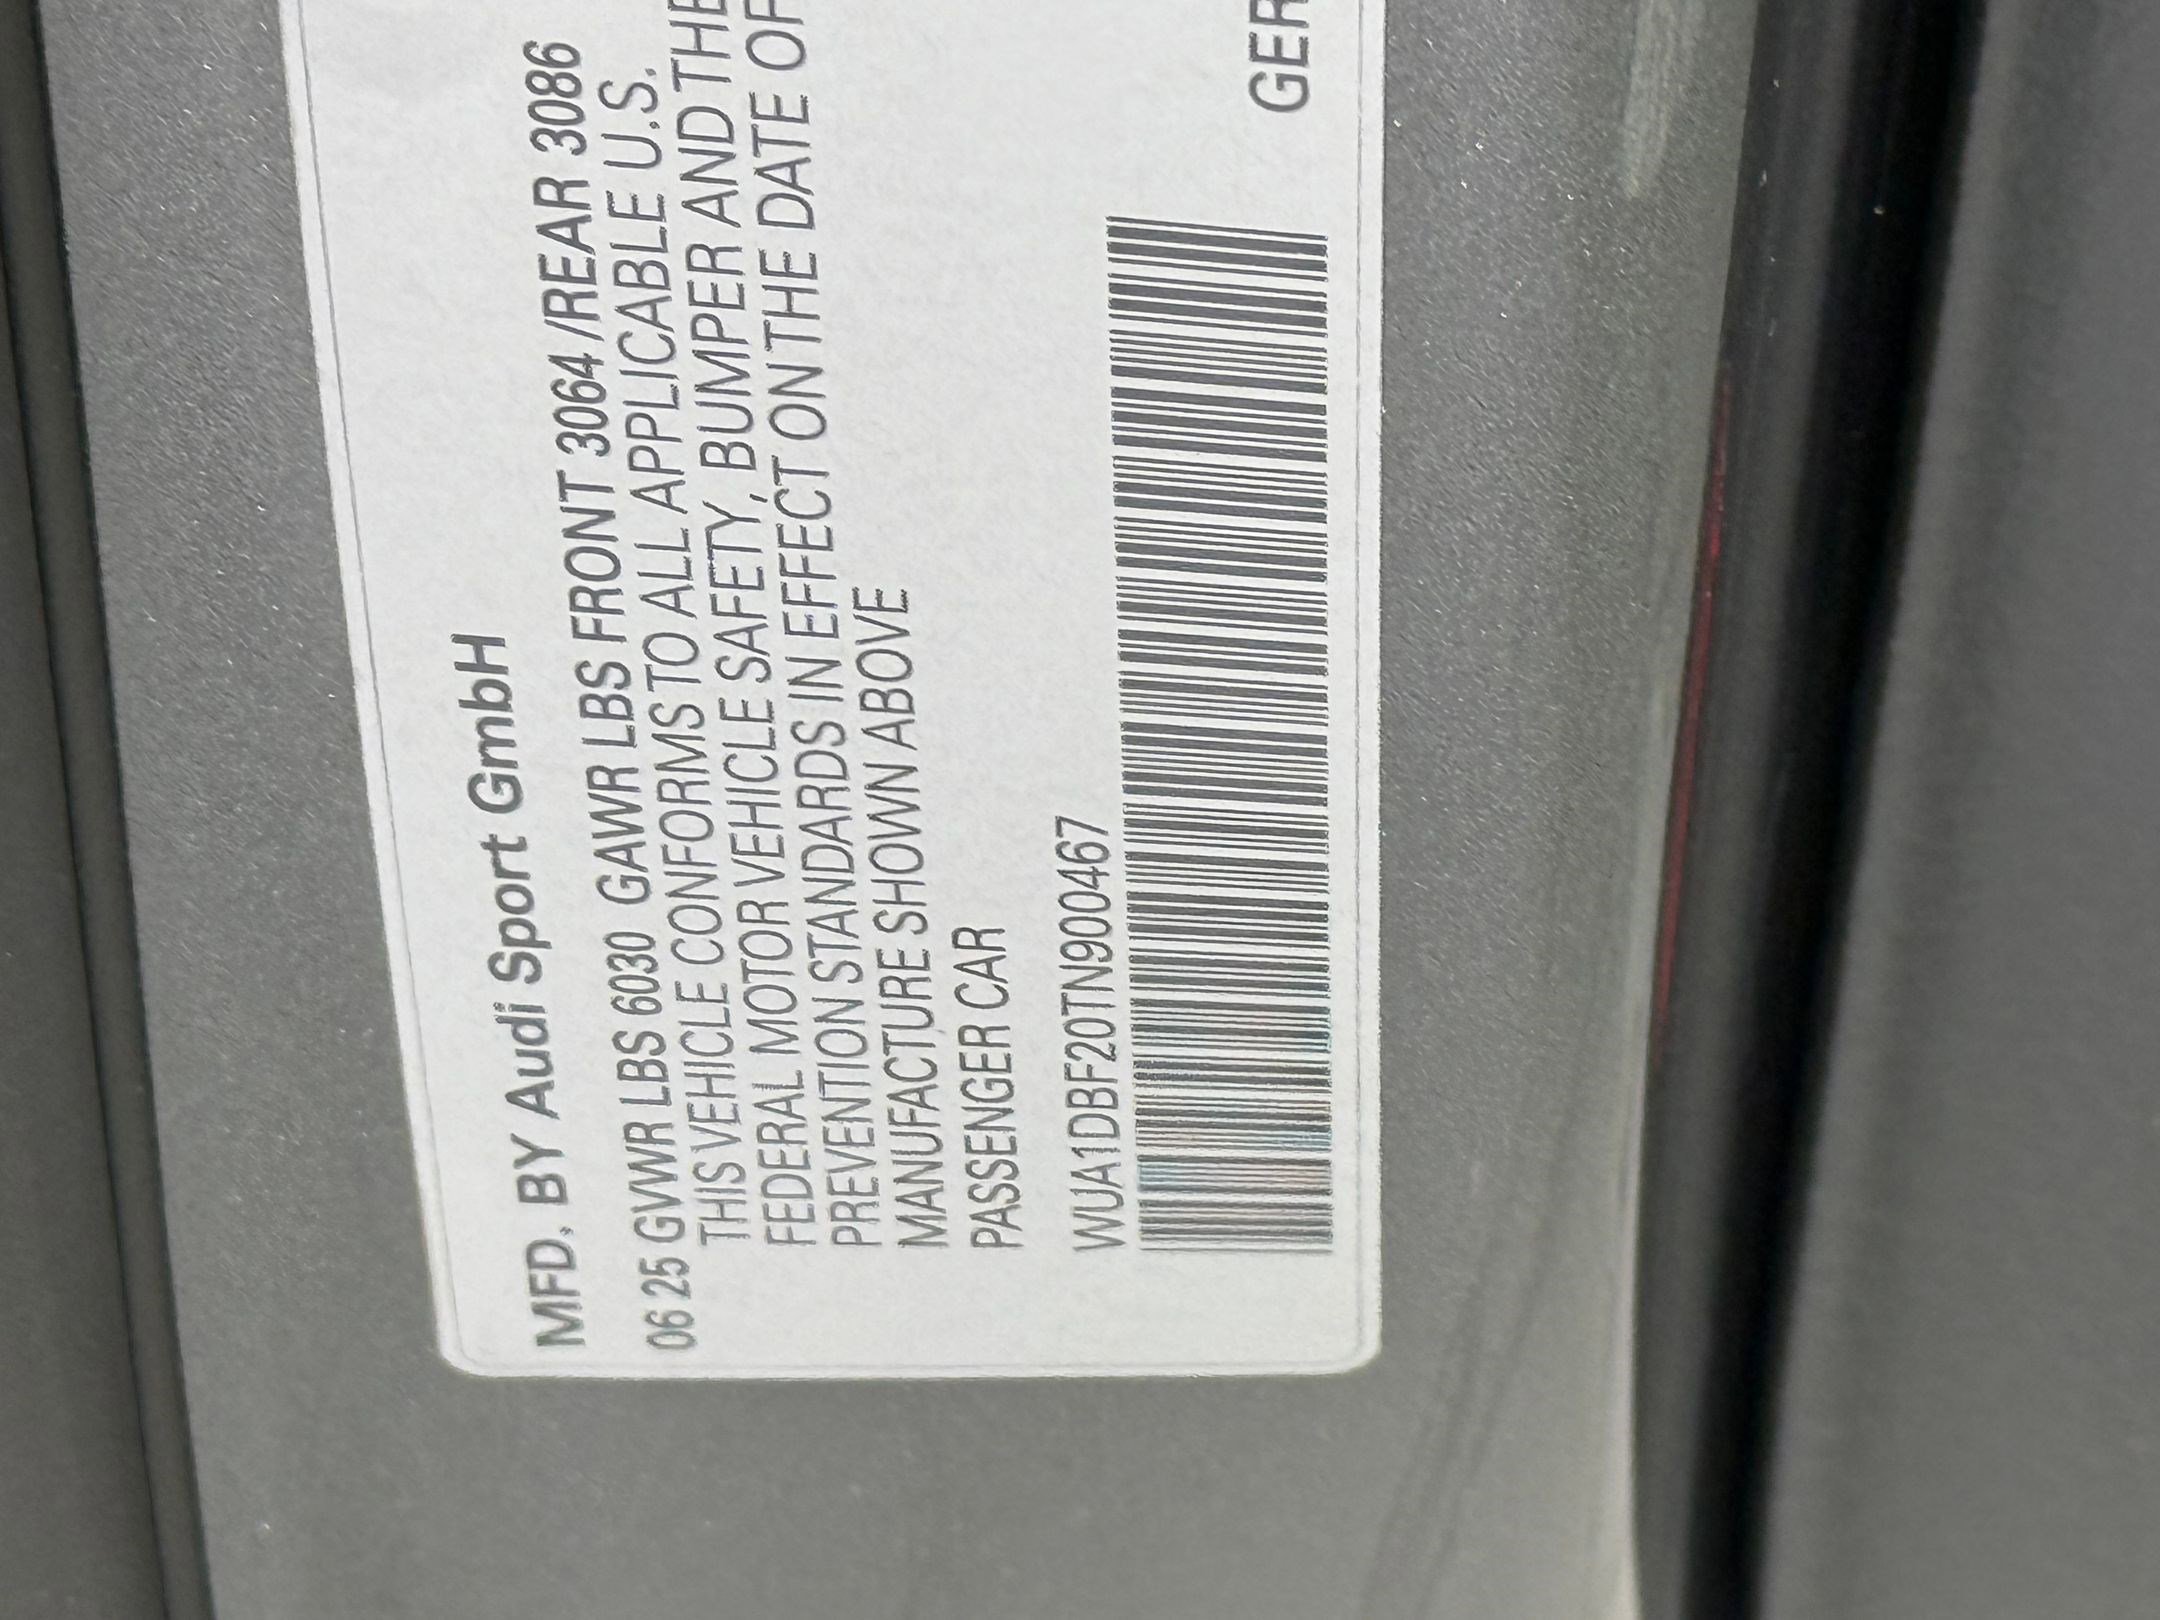 MFD. BY Audi Sport GmbH
06 25 GVWR LBS 6030 GAWR LBS FRONT 3064 /REAR 3086
THIS VEHICLE CONFORMS TO ALL APPLICABLE U.S.
FEDERAL MOTOR VEHICLE SAFETY, BUMPER AND THE
PREVENTION STANDARDS IN EFFECT ON THE DATE OF
MANUFACTURE SHOWN ABOVE
PASSENGER CAR
WUA1DBF20TN900467
GER